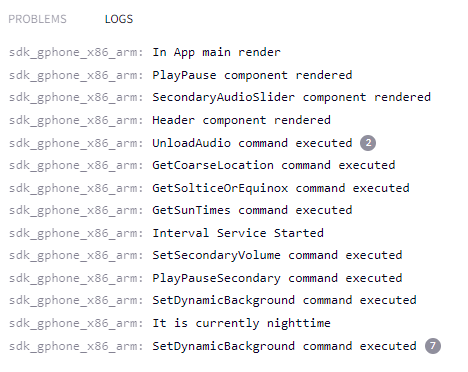 PROBLEMS LOGS
sdk_gphone_x86_arm: In App main render
sdk_gphone_x86_arm: PlayPause component rendered
sdk_gphone_x86_arm: SecondaryAudioSlider component rendered
sdk_gphone_x86_arm: Header component rendered
sdk_gphone_x86_arm: UnloadAudio command executed 2
sdk_gphone_x86_arm: GetCoarseLocation command executed
sdk_gphone_x86_arm: GetSolticeOrEquinox command executed
sdk_gphone_x86_arm: GetSunTimes command executed
sdk_gphone_x86_arm: Interval Service Started
sdk_gphone_x86_arm: SetSecondaryVolume command executed
sdk_gphone_x86_arm: PlayPauseSecondary command executed
sdk_gphone_x86_arm: SetDynamicBackground command executed
sdk_gphone_x86_arm: It is currently nighttime
sdk_gphone_x86_arm: SetDynamicBackground command executed 7